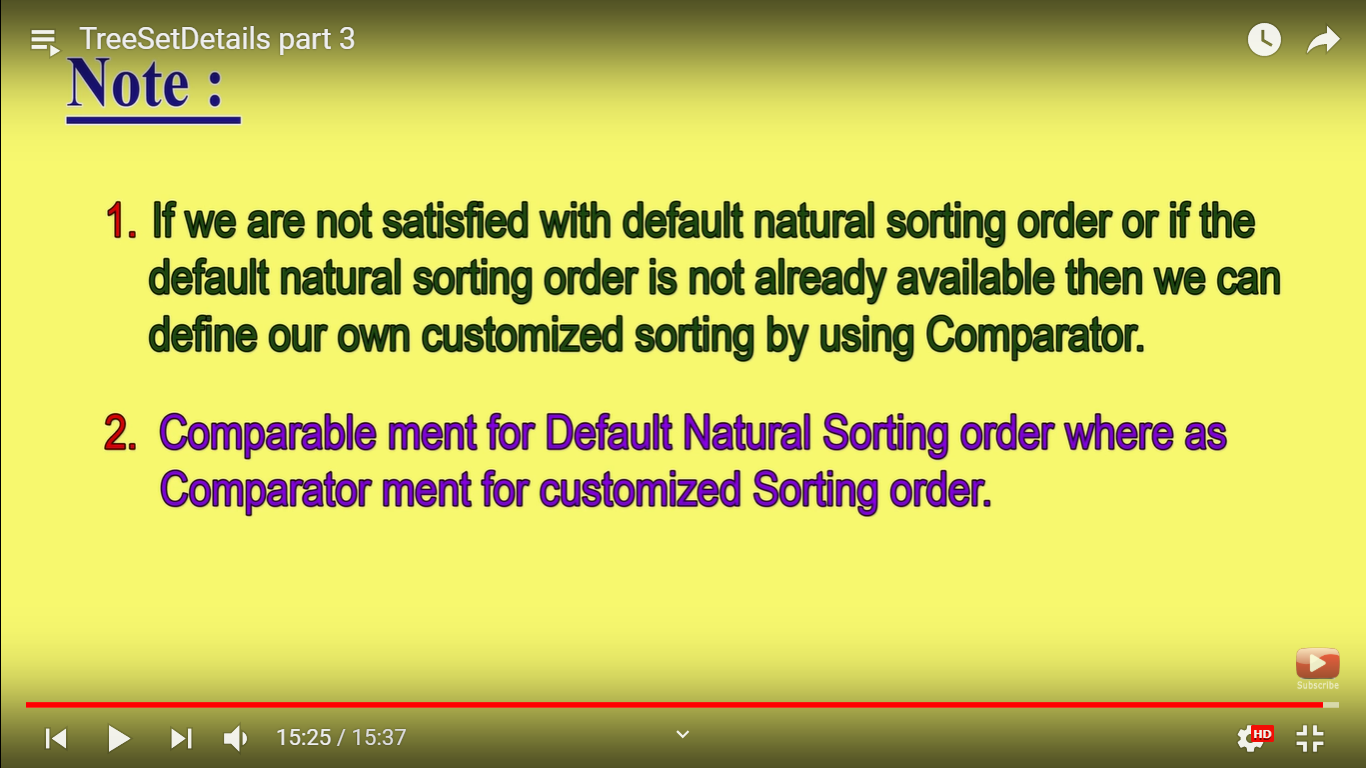 TreeSetDetails part 3
Note :
1. If we are not satisfied with default natural sorting order or if the
default natural sorting order is not already available then we can
define our own customized sorting by using Comparator.
2. Comparable ment for Default Natural Sorting order where as
Comparator ment for customized Sorting order.
Subscribe
15:25 / 15:37
HD